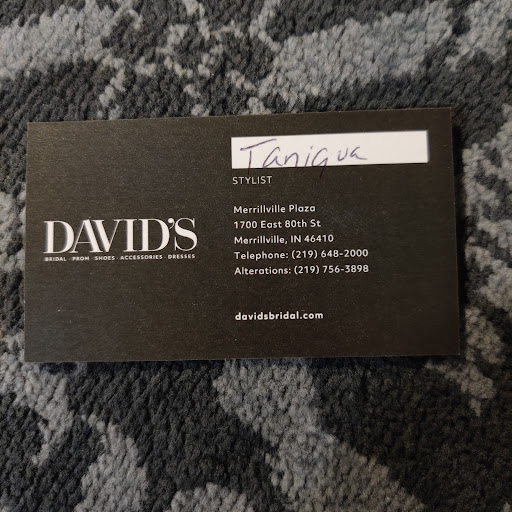 Taniqua
STYLIST
DAVID'S
BRIDAL · PROM · SHOES · ACCESSORIES · DRESSES
Merrillville Plaza
1700 East 80th St
Merrillville, IN 46410
Telephone: (219) 648-2000
Alterations: (219) 756-3898
davidsbridal.com